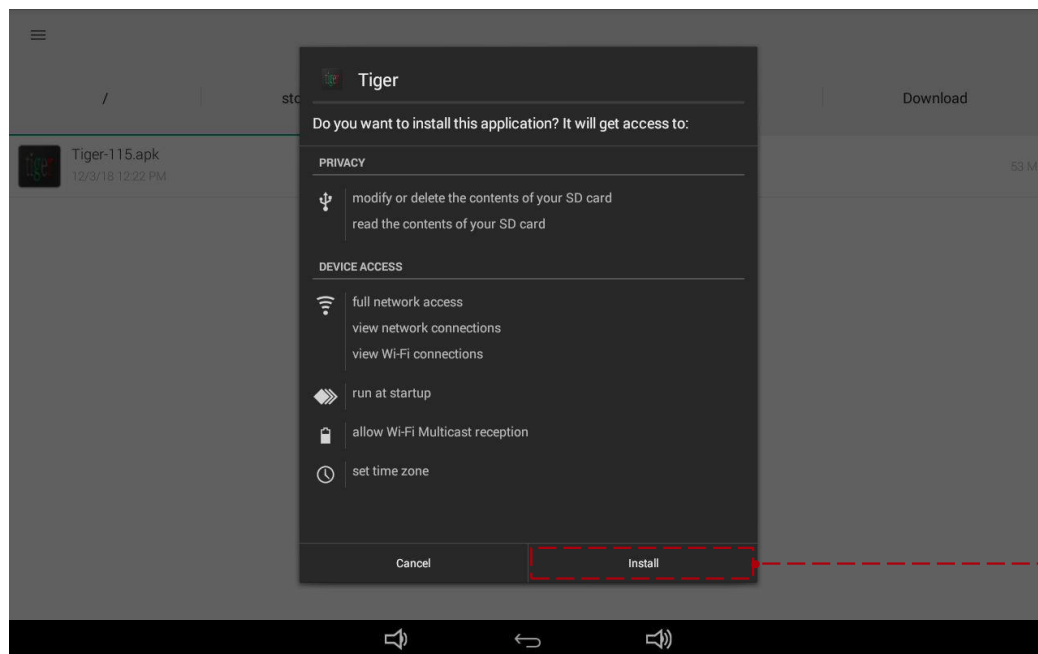 Tiger
/
Download
Do you want to install this application? It will get access to:
Tiger-115.apk
12/3/18 12:22 PM
53 M
PRIVACY
modify or delete the contents of your SD card
read the contents of your SD card
DEVICE ACCESS
full network access
view network connections
view Wi-Fi connections
run at startup
allow Wi-Fi Multicast reception
set time zone
Cancel
Install